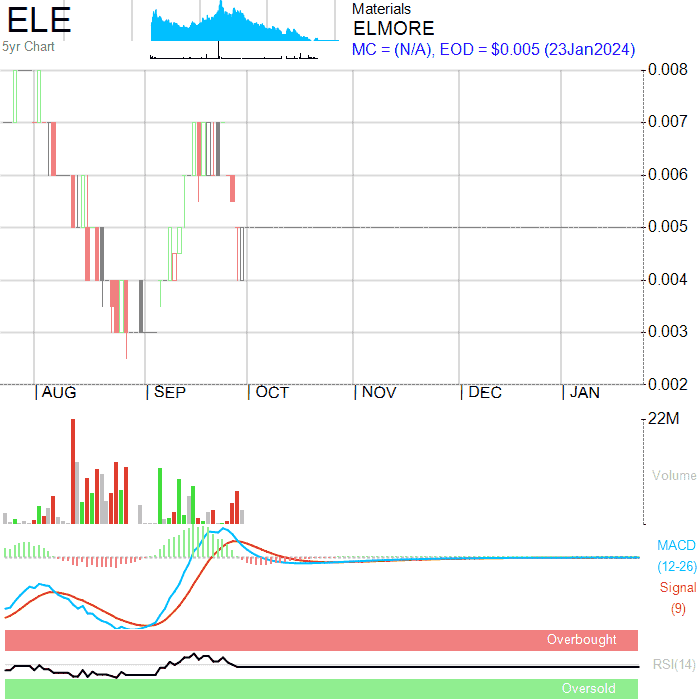 ELE
5yr Chart
Materials
ELMORE
MC = (N/A), EOD = $0.005 (23Jan2024)
0.008
0.007
0.006
0.005
0.004
0.003
0.002
AUG SEP OCT NOV DEC JAN
22M
Volume
MACD
(12-26)
Signal
(9)
Overbought
RSI(14)
Oversold